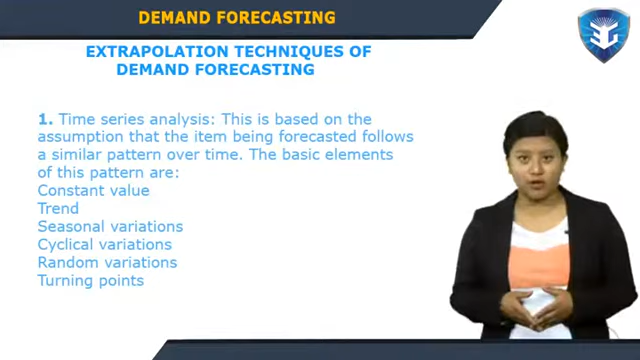 DEMAND FORECASTING
EXTRAPOLATION TECHNIQUES OF
DEMAND FORECASTING
1. Time series analysis: This is based on the
assumption that the item being forecasted follows
a similar pattern over time. The basic elements
of this pattern are:
Constant value
Trend
Seasonal variations
Cyclical variations
Random variations
Turning points